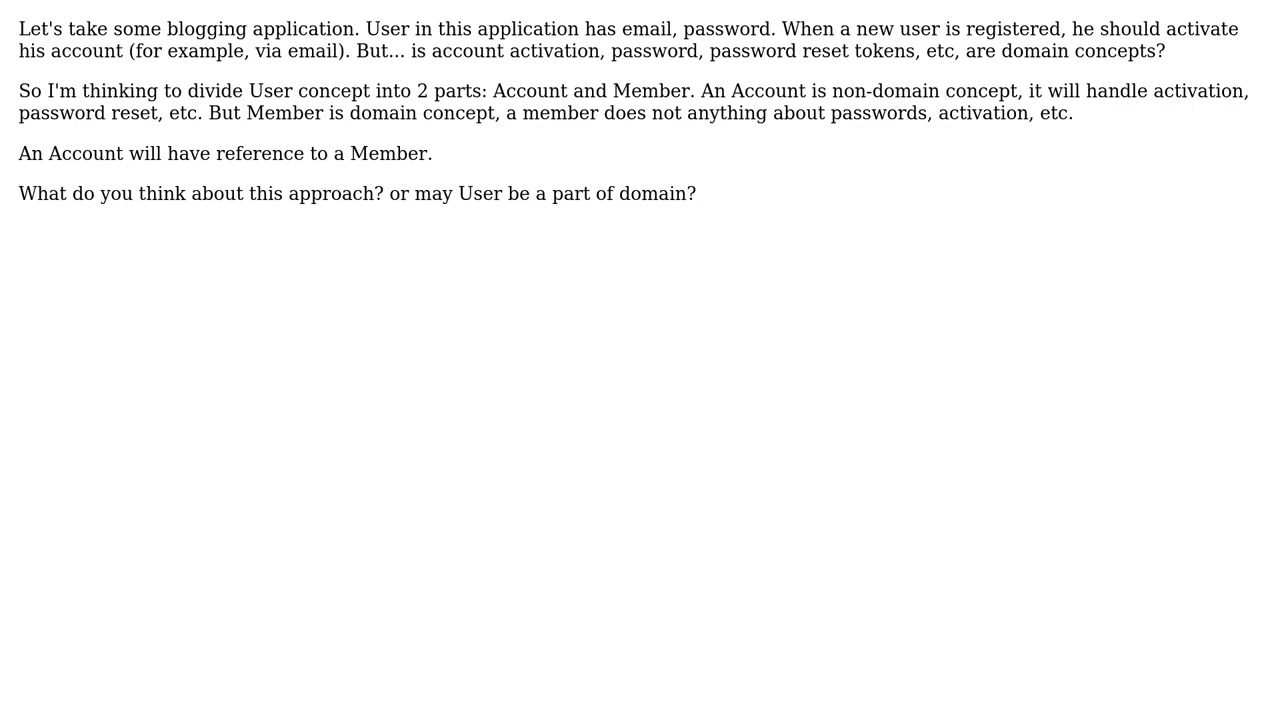 Let's take some blogging application. User in this application has email, password. When a new user is registered, he should activate
his account (for example, via email). But... is account activation, password, password reset tokens, etc, are domain concepts?
So I'm thinking to divide User concept into 2 parts: Account and Member. An Account is non-domain concept, it will handle activation,
password reset, etc. But Member is domain concept, a member does not anything about passwords, activation, etc.
An Account will have reference to a Member.
What do you think about this approach? or may User be a part of domain?